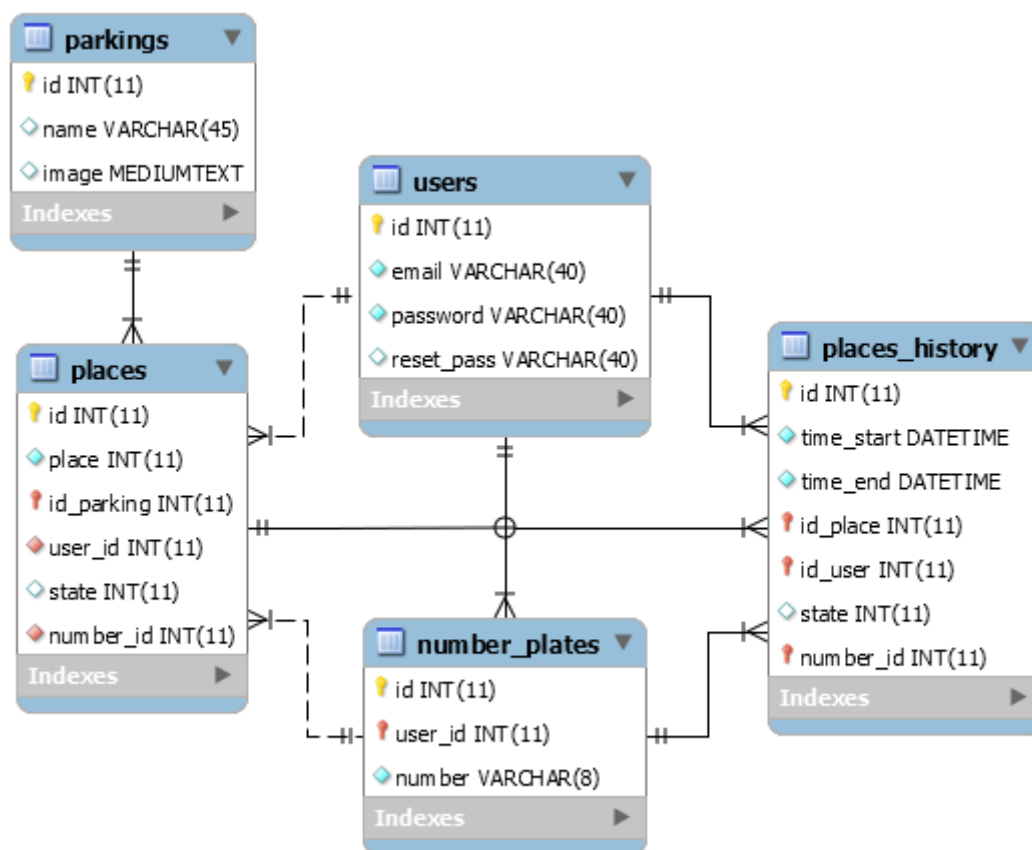 parkings
id INT(11)
name VARCHAR(45)
image MEDIUMTEXT
Indexes
users
id INT(11)
email VARCHAR(40)
password VARCHAR(40)
reset_pass VARCHAR(40)
Indexes
places
id INT(11)
place INT(11)
id_parking INT(11)
user_id INT(11)
state INT(11)
number_id INT(11)
Indexes
places_history
id INT(11)
time_start DATETIME
time_end DATETIME
id_place INT(11)
id_user INT(11)
state INT(11)
number_id INT(11)
Indexes
number_plates
id INT(11)
user_id INT(11)
number VARCHAR(8)
Indexes